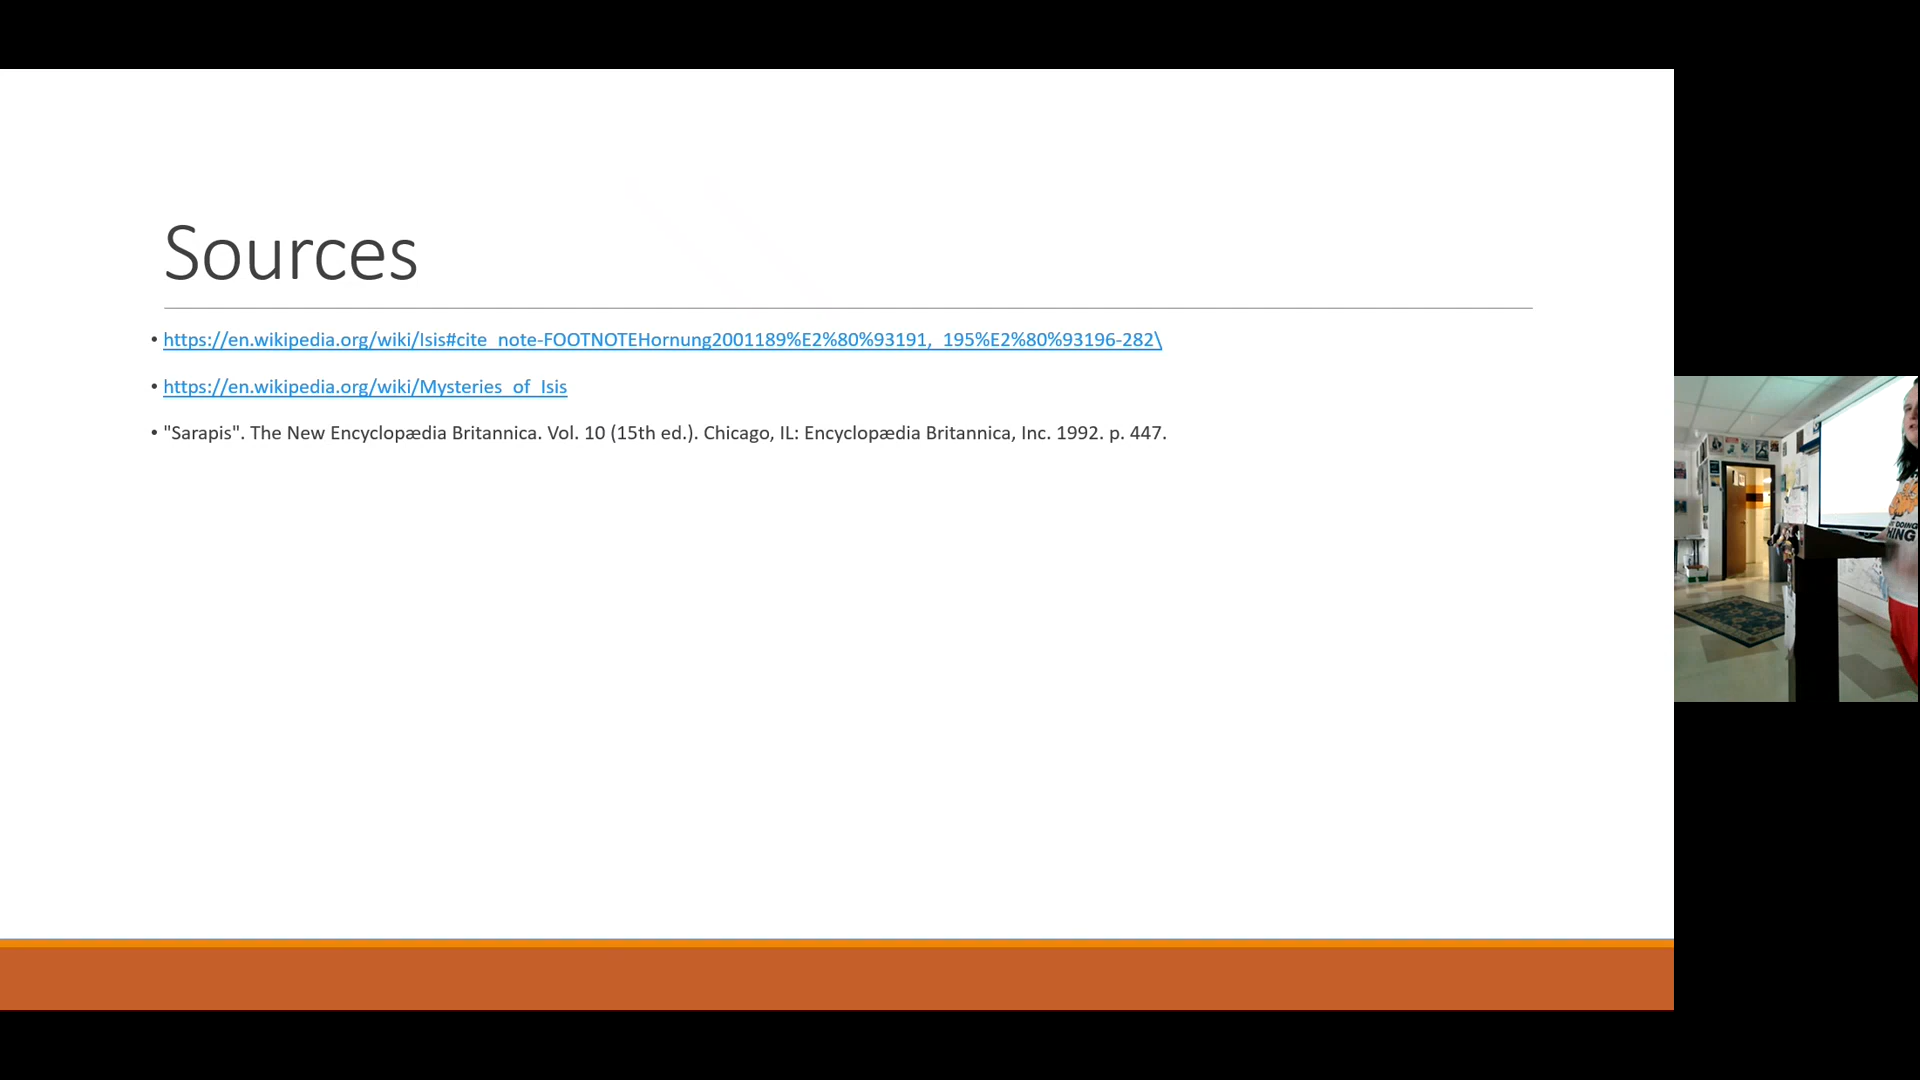 Sources
• https://en.wikipedia.org/wiki/Isis#cite_note-FOOTNOTEHornung2001189%E2%80%93191,_195%E2%80%93196-282\
• https://en.wikipedia.org/wiki/Mysteries_of_Isis
• "Sarapis". The New Encyclopædia Britannica. Vol. 10 (15th ed.). Chicago, IL: Encyclopædia Britannica, Inc. 1992. p. 447.
DOING
HING